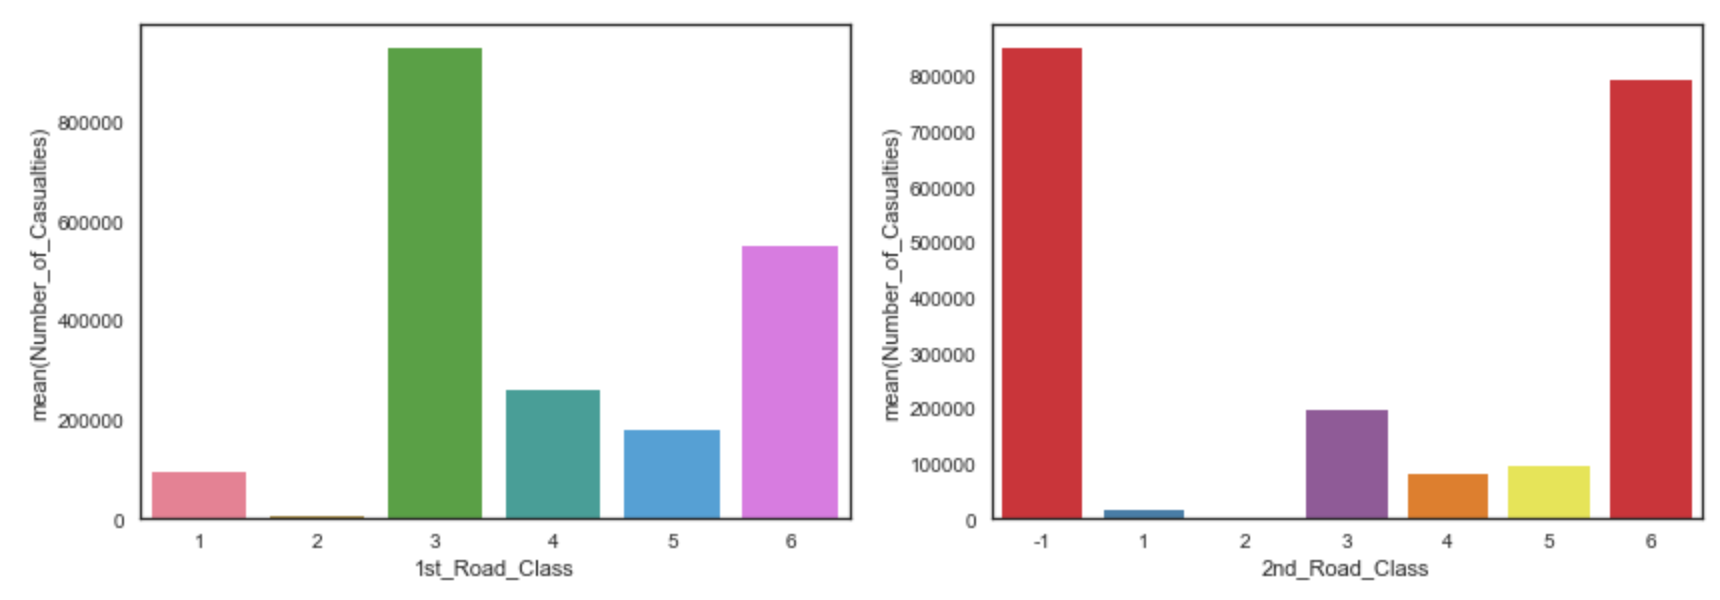 mean(Number_of_Casualties)
800000
600000
400000
200000
0
1 2 3 4 5 6
1st_Road_Class
mean(Number_of_Casualties)
800000
700000
600000
500000
400000
300000
200000
100000
0
-1 1 2 3 4 5 6
2nd_Road_Class